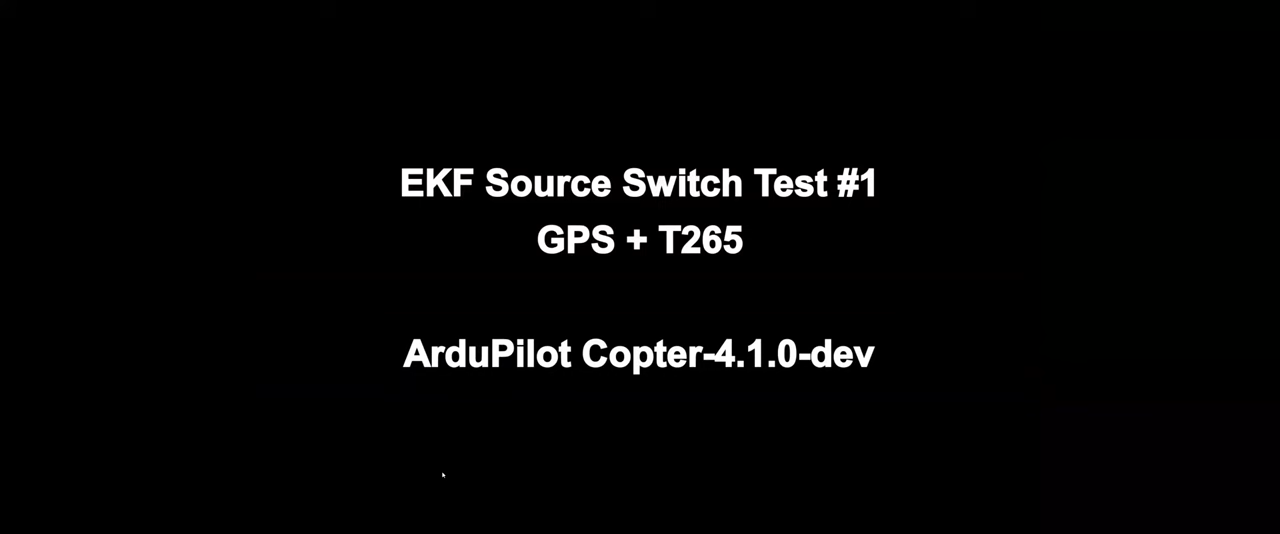 EKF Source Switch Test #1
GPS + T265
ArduPilot Copter-4.1.0-dev